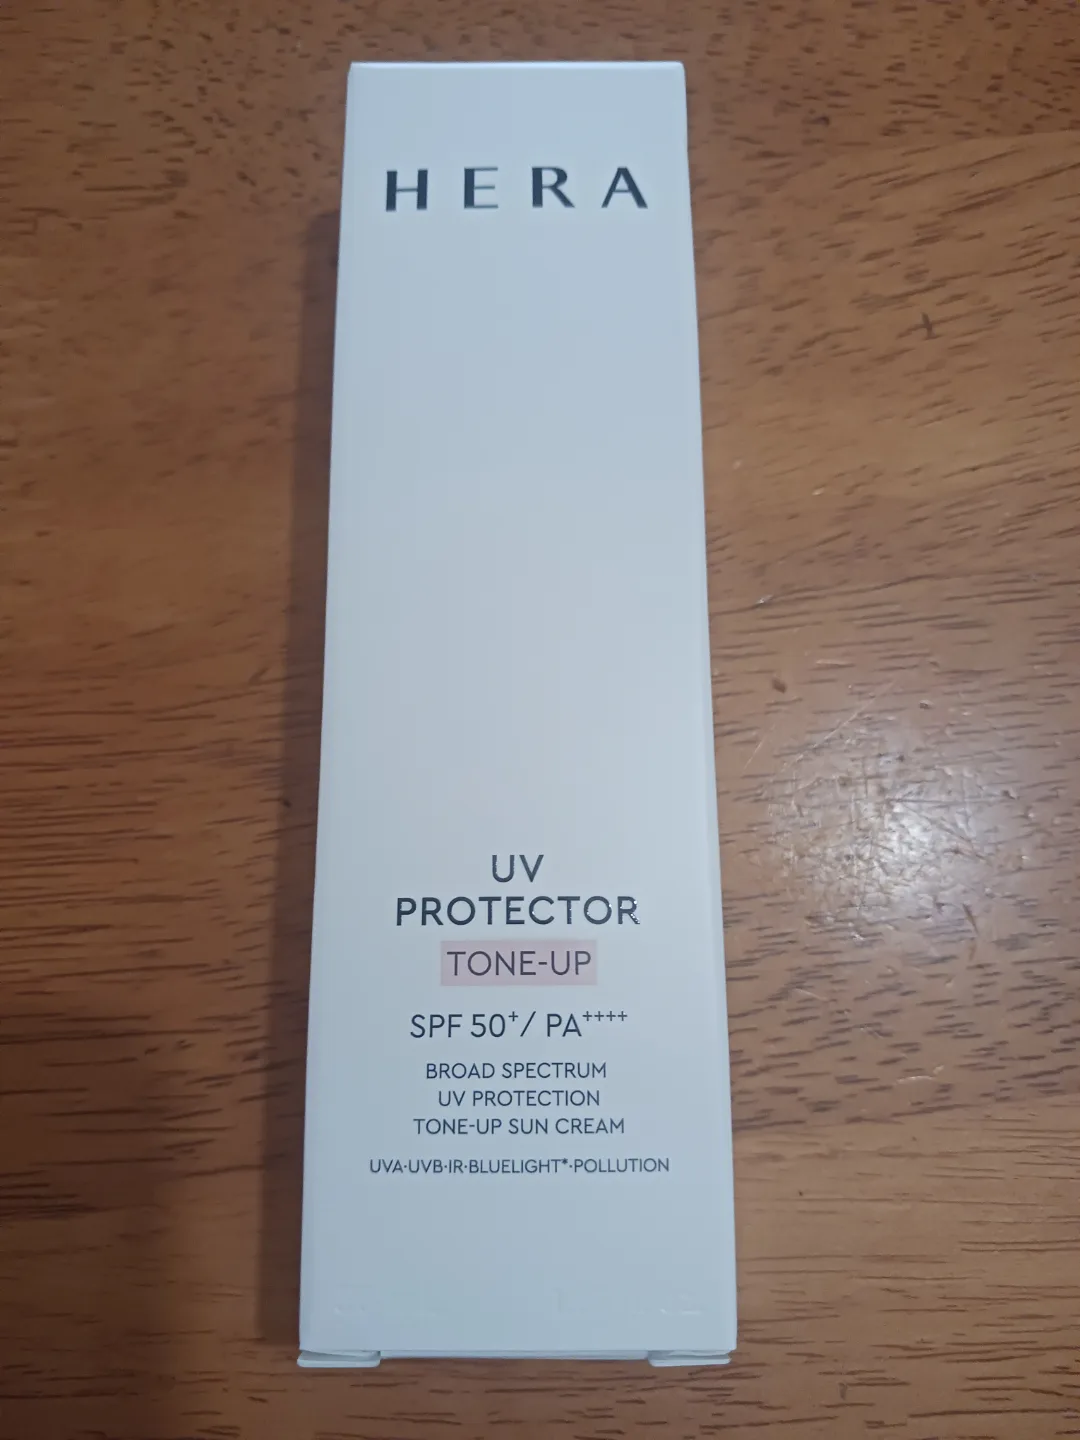 HERA
UV
PROTECTOR
TONE-UP
SPF 50⁺/ PA⁺⁺⁺⁺
BROAD SPECTRUM
UV PROTECTION
TONE-UP SUN CREAM
UVA·UVB·IR·BLUELIGHT*·POLLUTION